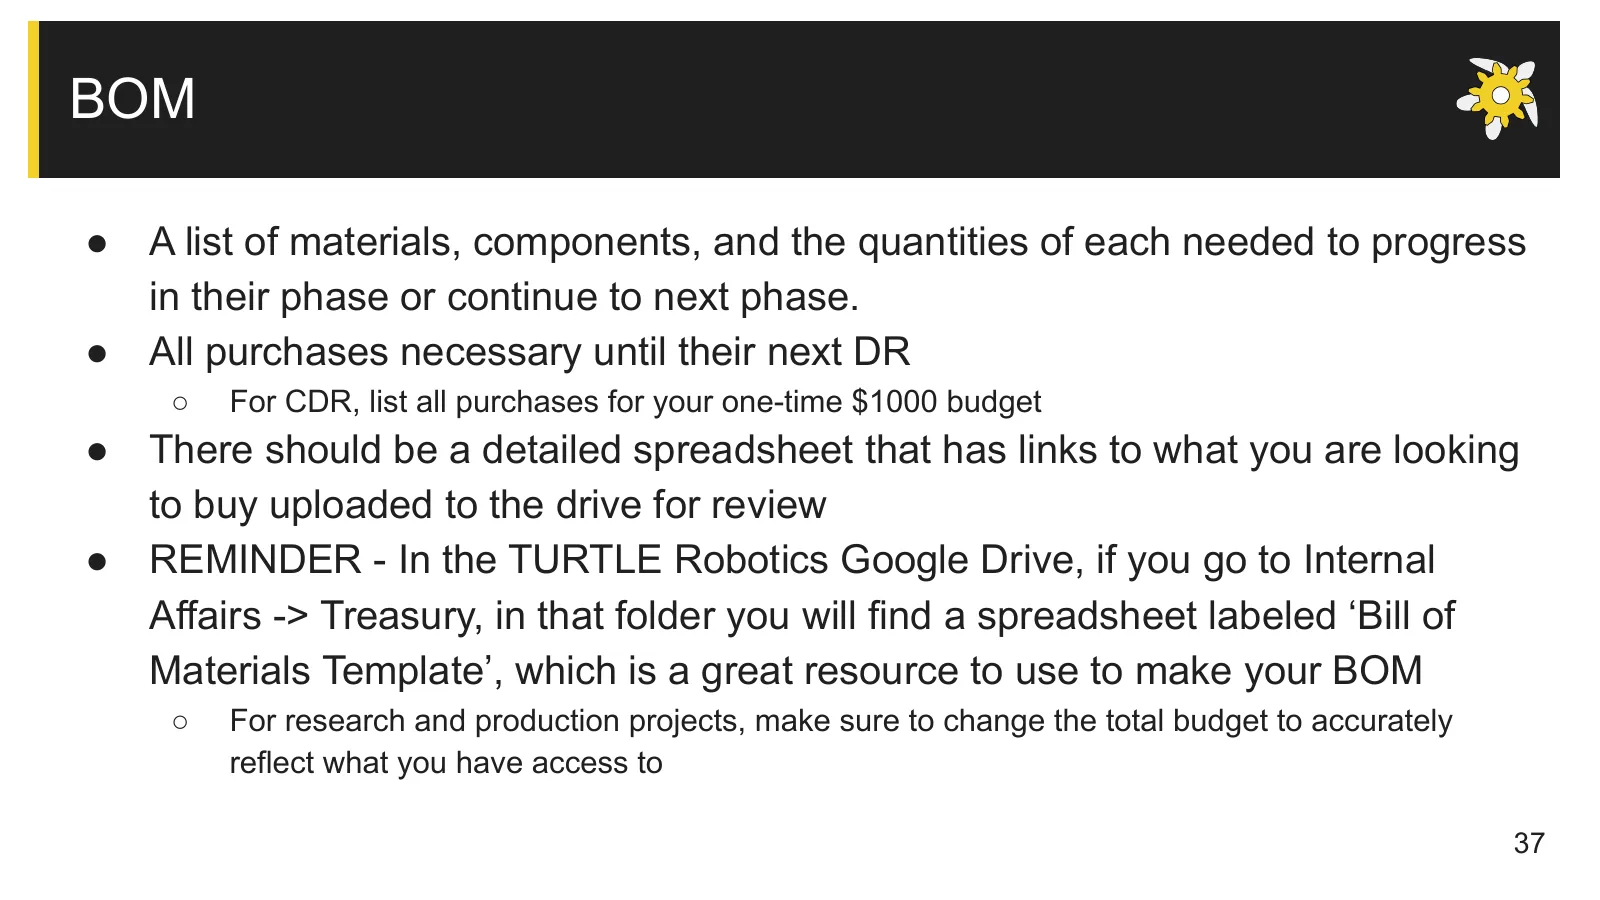 BOM
● A list of materials, components, and the quantities of each needed to progress
in their phase or continue to next phase.
● All purchases necessary until their next DR
○ For CDR, list all purchases for your one-time $1000 budget
● There should be a detailed spreadsheet that has links to what you are looking
to buy uploaded to the drive for review
● REMINDER - In the TURTLE Robotics Google Drive, if you go to Internal
Affairs -> Treasury, in that folder you will find a spreadsheet labeled ‘Bill of
Materials Template’, which is a great resource to use to make your BOM
○ For research and production projects, make sure to change the total budget to accurately
reflect what you have access to
37